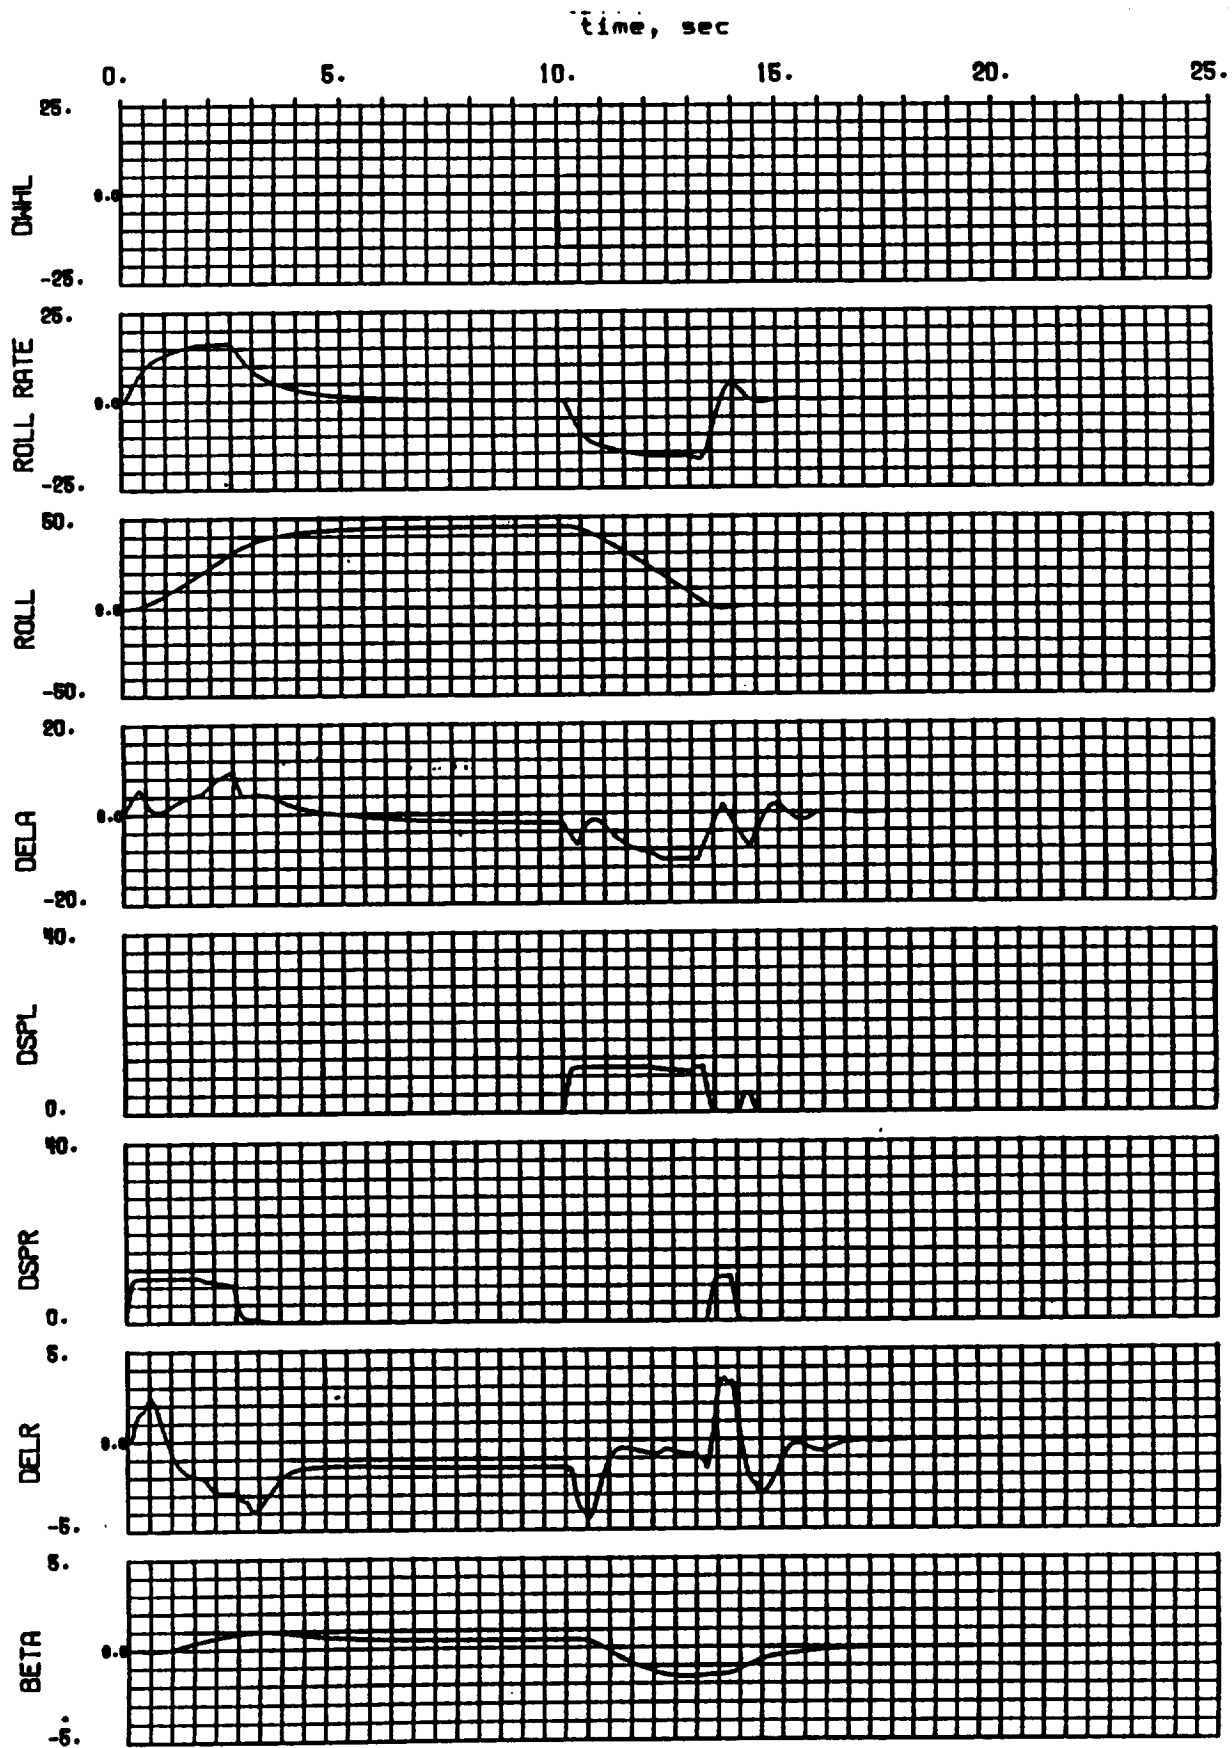 time, sec
0. 5. 10. 15. 20. 25.
25.
DWHL
0.0
-25.
25.
ROLL RATE
0.0
-25.
50.
ROLL
0.0
-50.
20.
DELA
0.0
-20.
40.
DSPL
0.
40.
DSPR
0.
5.
DELR
0.0
-5.
5.
BETA
0.0
-5.